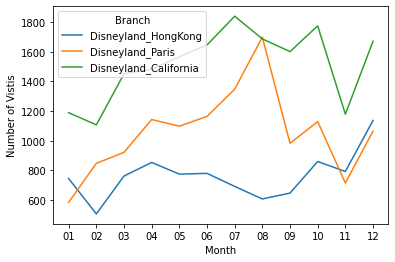 Branch
Disneyland_HongKong
Disneyland_Paris
Disneyland_California
Number of Vistis
1800
1600
1400
1200
1000
800
600
01 02 03 04 05 06 07 08 09 10 11 12
Month